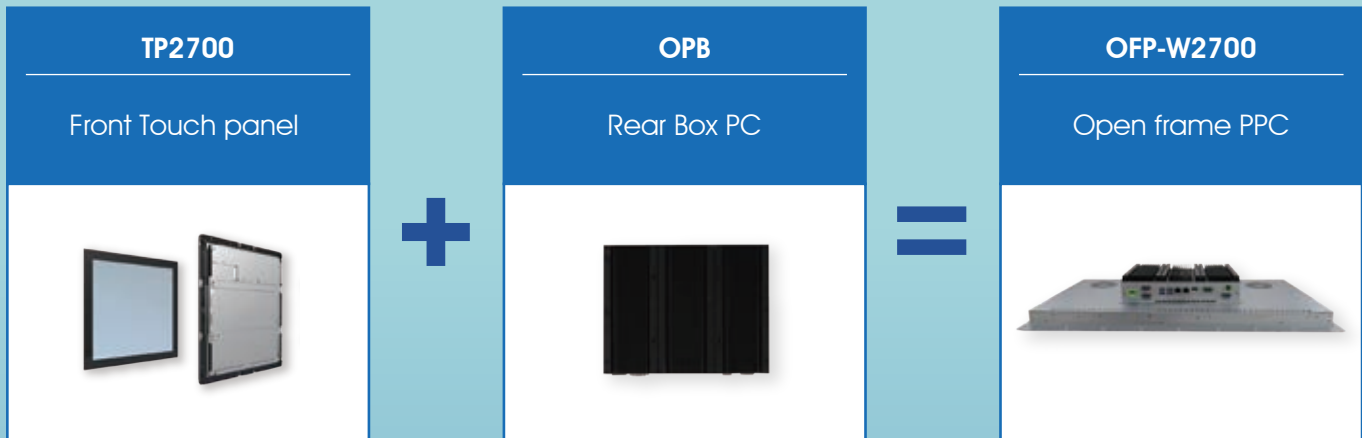 TP2700
Front Touch panel
+
OPB
Rear Box PC
=
OFP-W2700
Open frame PPC